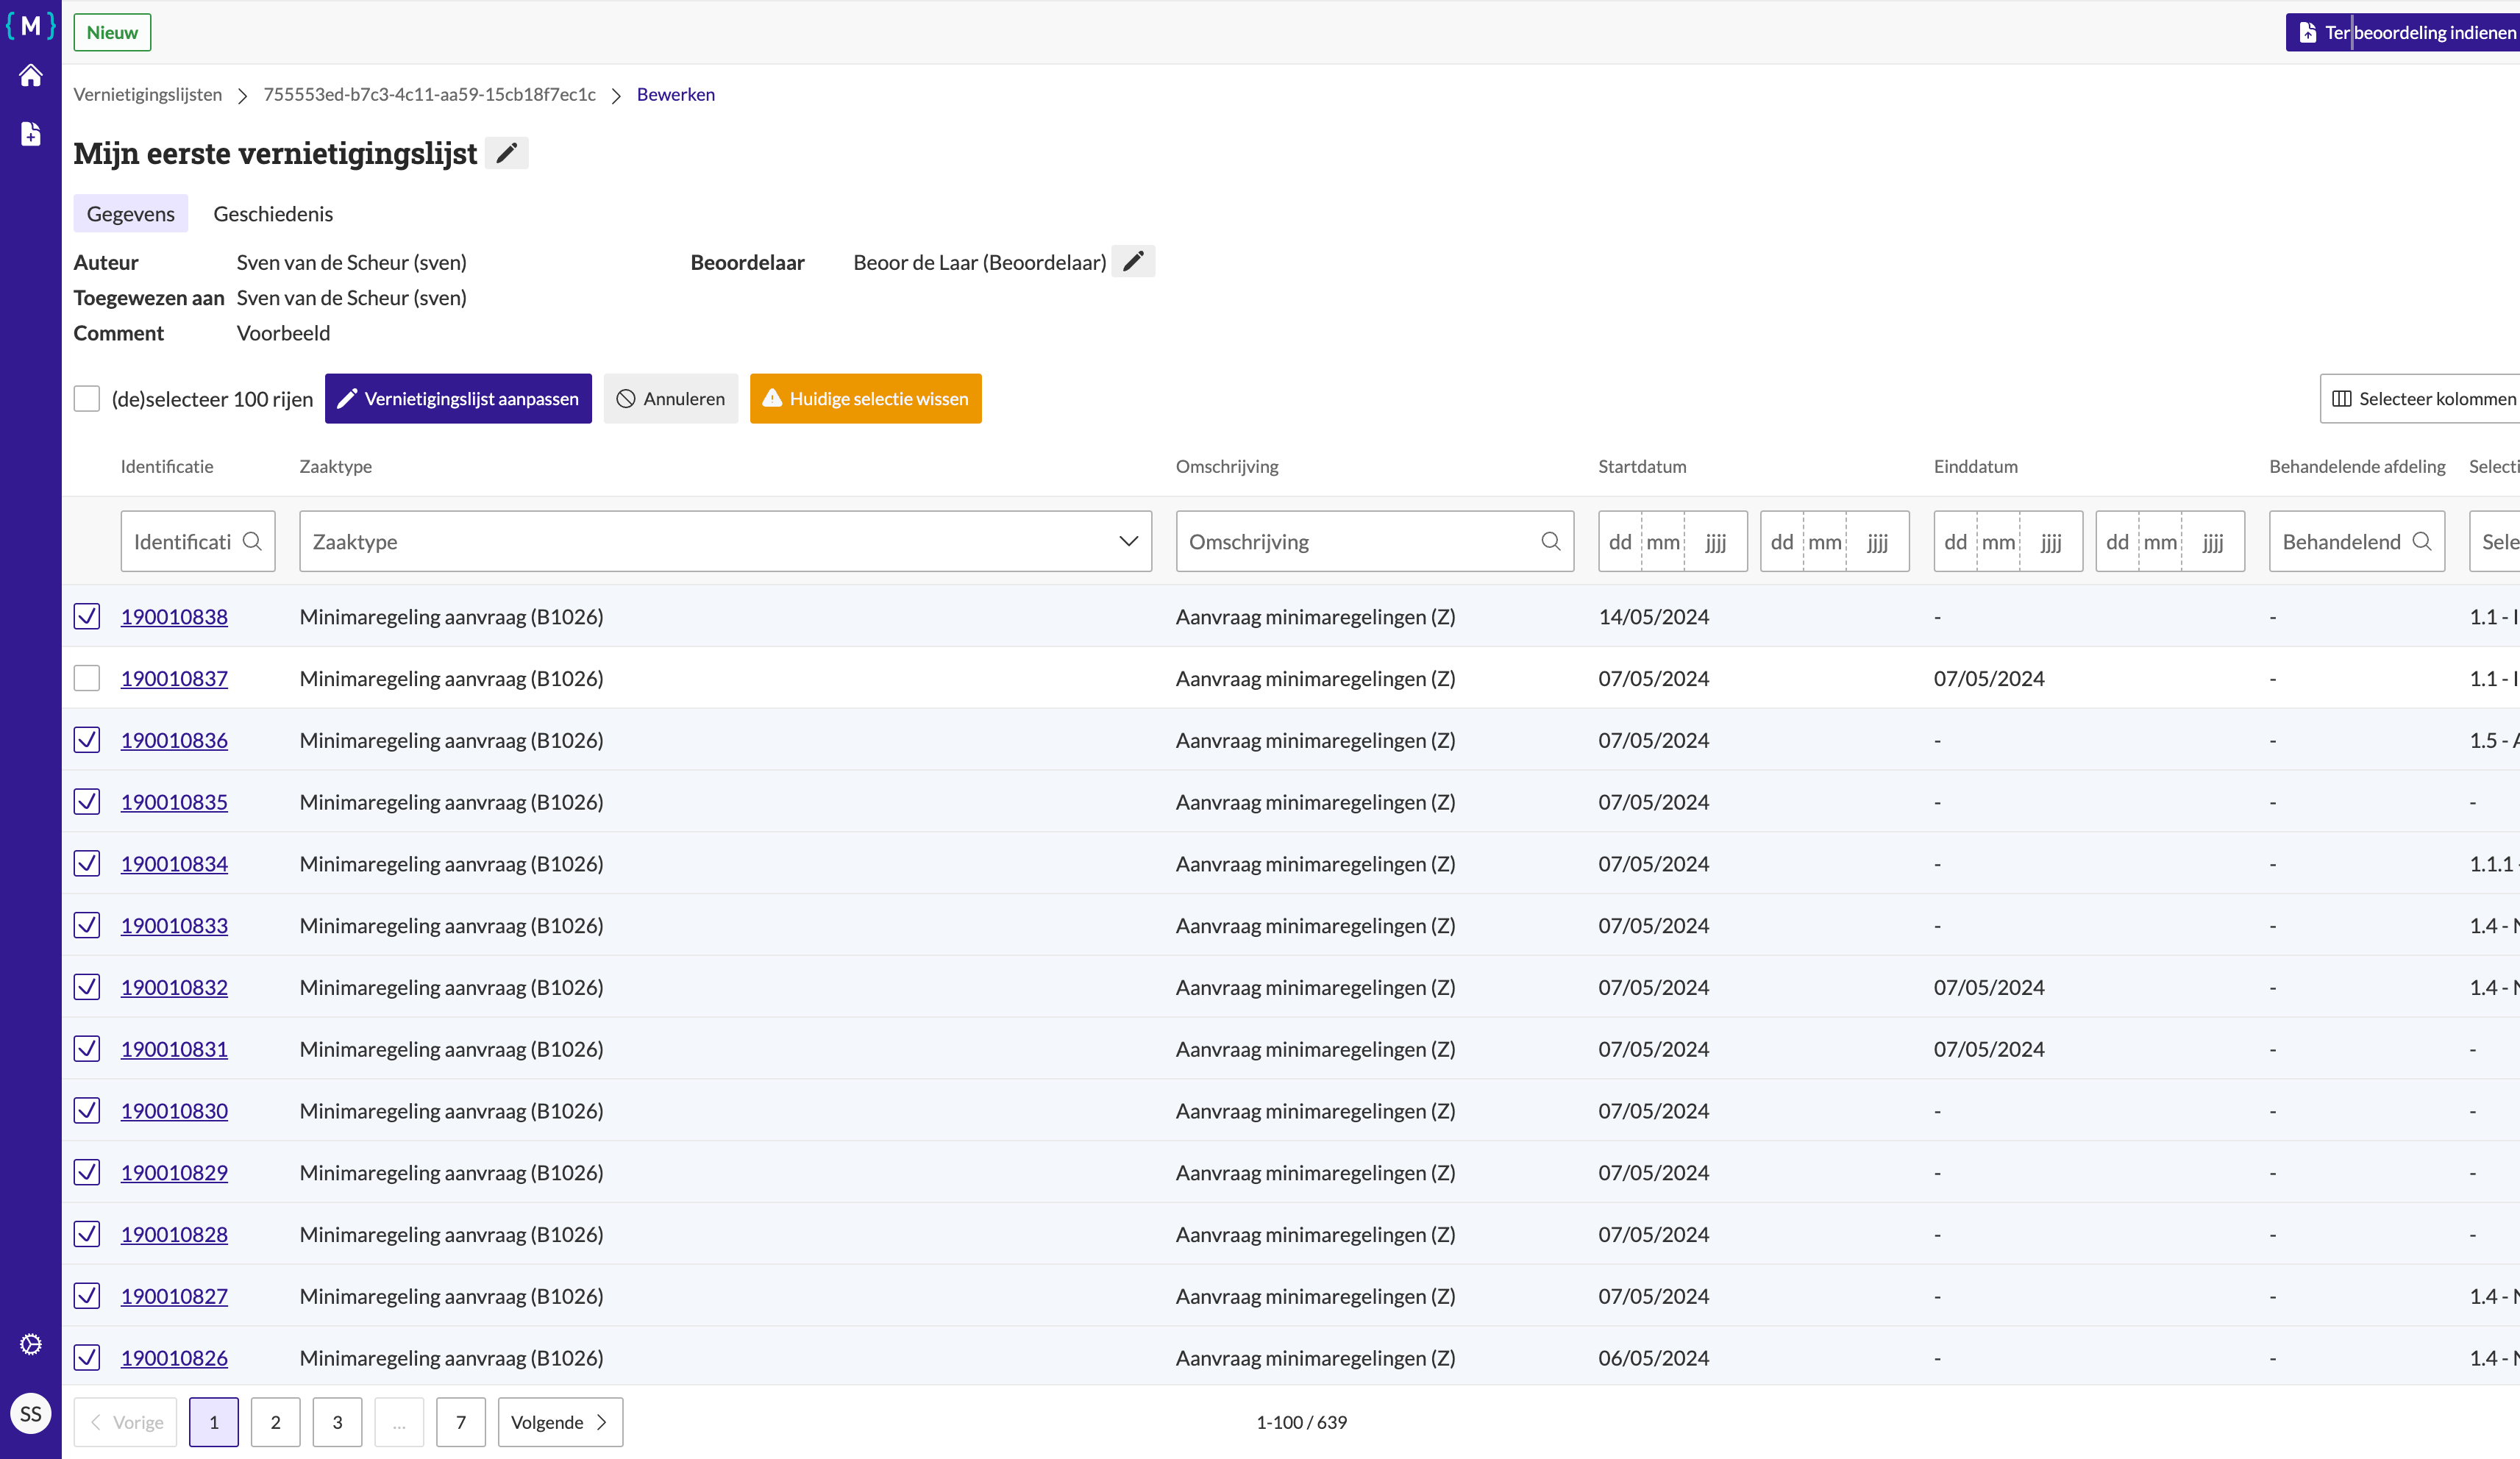 { M }
Nieuw
Ter beoordeling indienen
Vernietigingslijsten > 755553ed-b7c3-4c11-aa59-15cb18f7ec1c > Bewerken
Mijn eerste vernietigingslijst
Gegevens Geschiedenis
Auteur Sven van de Scheur (sven) Beoordelaar Beoor de Laar (Beoordelaar)
Toegewezen aan Sven van de Scheur (sven)
Comment Voorbeeld
(de)selecteer 100 rijen Vernietigingslijst aanpassen Annuleren Huidige selectie wissen Selecteer kolommen
Identificatie Zaaktype Omschrijving Startdatum Einddatum Behandelende afdeling Selecti
Identificati Zaaktype Omschrijving dd mm jjjj dd mm jjjj dd mm jjjj dd mm jjjj Behandelend Sele
190010838 Minimaregeling aanvraag (B1026) Aanvraag minimaregelingen (Z) 14/05/2024 - - 1.1 - I
190010837 Minimaregeling aanvraag (B1026) Aanvraag minimaregelingen (Z) 07/05/2024 07/05/2024 - 1.1 - I
190010836 Minimaregeling aanvraag (B1026) Aanvraag minimaregelingen (Z) 07/05/2024 - - 1.5 - A
190010835 Minimaregeling aanvraag (B1026) Aanvraag minimaregelingen (Z) 07/05/2024 - - -
190010834 Minimaregeling aanvraag (B1026) Aanvraag minimaregelingen (Z) 07/05/2024 - - 1.1.1 -
190010833 Minimaregeling aanvraag (B1026) Aanvraag minimaregelingen (Z) 07/05/2024 - - 1.4 - N
190010832 Minimaregeling aanvraag (B1026) Aanvraag minimaregelingen (Z) 07/05/2024 07/05/2024 - 1.4 - N
190010831 Minimaregeling aanvraag (B1026) Aanvraag minimaregelingen (Z) 07/05/2024 07/05/2024 - -
190010830 Minimaregeling aanvraag (B1026) Aanvraag minimaregelingen (Z) 07/05/2024 - - -
190010829 Minimaregeling aanvraag (B1026) Aanvraag minimaregelingen (Z) 07/05/2024 - - -
190010828 Minimaregeling aanvraag (B1026) Aanvraag minimaregelingen (Z) 07/05/2024 - - -
190010827 Minimaregeling aanvraag (B1026) Aanvraag minimaregelingen (Z) 07/05/2024 - - 1.4 - N
190010826 Minimaregeling aanvraag (B1026) Aanvraag minimaregelingen (Z) 06/05/2024 - - 1.4 - N
SS
Vorige 1 2 3 ... 7 Volgende 1-100 / 639